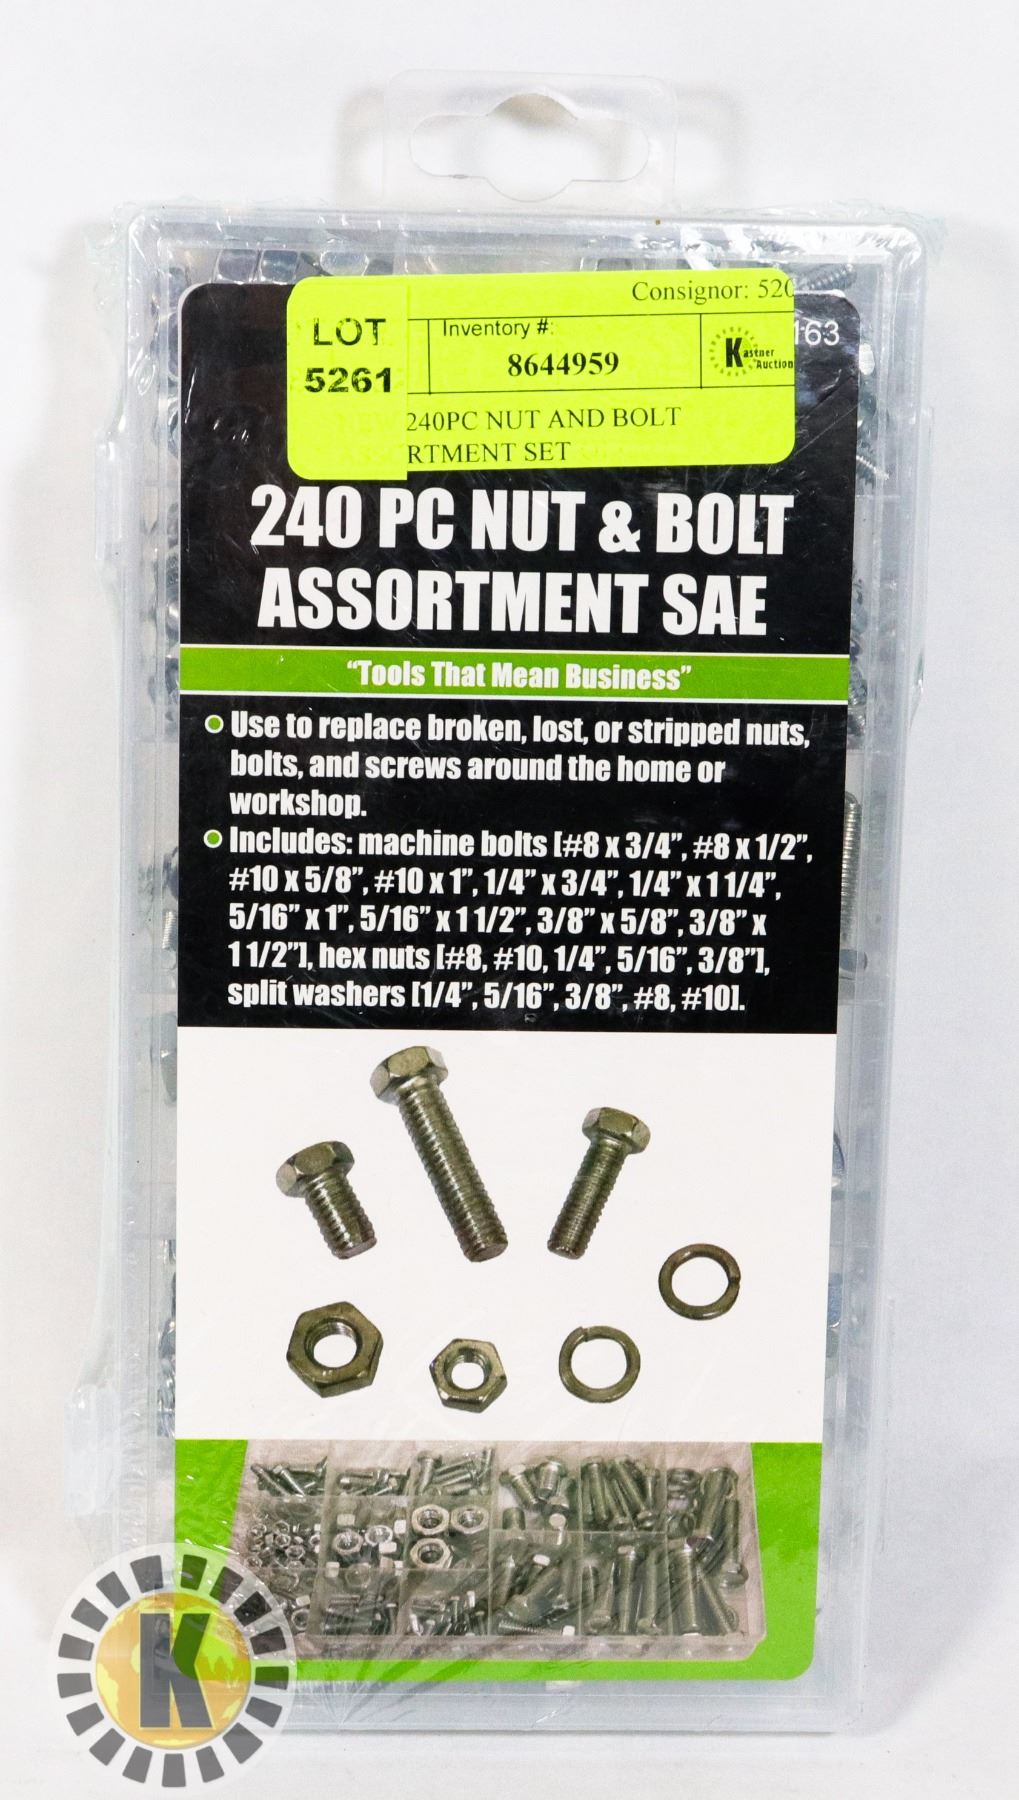 Consignor: 520
LOT
5261
Inventory #:
8644959
Kastner
Auction
163
NEW 240PC NUT AND BOLT
ASSORTMENT SET
240 PC NUT & BOLT
ASSORTMENT SAE
“Tools That Mean Business”
Use to replace broken, lost, or stripped nuts,
bolts, and screws around the home or
workshop.
Includes: machine bolts [#8 x 3/4”, #8 x 1/2”,
#10 x 5/8”, #10 x 1”, 1/4” x 3/4”, 1/4” x 1 1/4”,
5/16” x 1”, 5/16” x 1 1/2”, 3/8” x 5/8”, 3/8” x
1 1/2”], hex nuts [#8, #10, 1/4”, 5/16”, 3/8”],
split washers [1/4”, 5/16”, 3/8”, #8, #10].
K